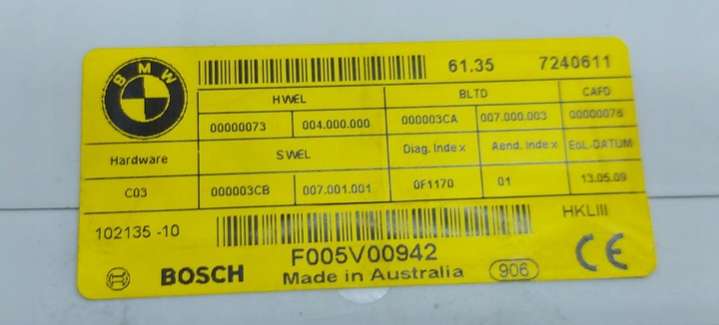 BMW
61.35 7240611
HWEL BLTD CAFD
00000073 004.000.000 000003CA 007.000.003 00000076
Hardware SWEL Diag. Index Aend. Index EoL-DATUM
C03 000003CB 007.001.001 0F1170 01 13.05.09
102135 -10 HKLIII
F005V00942
BOSCH Made in Australia 906 CE